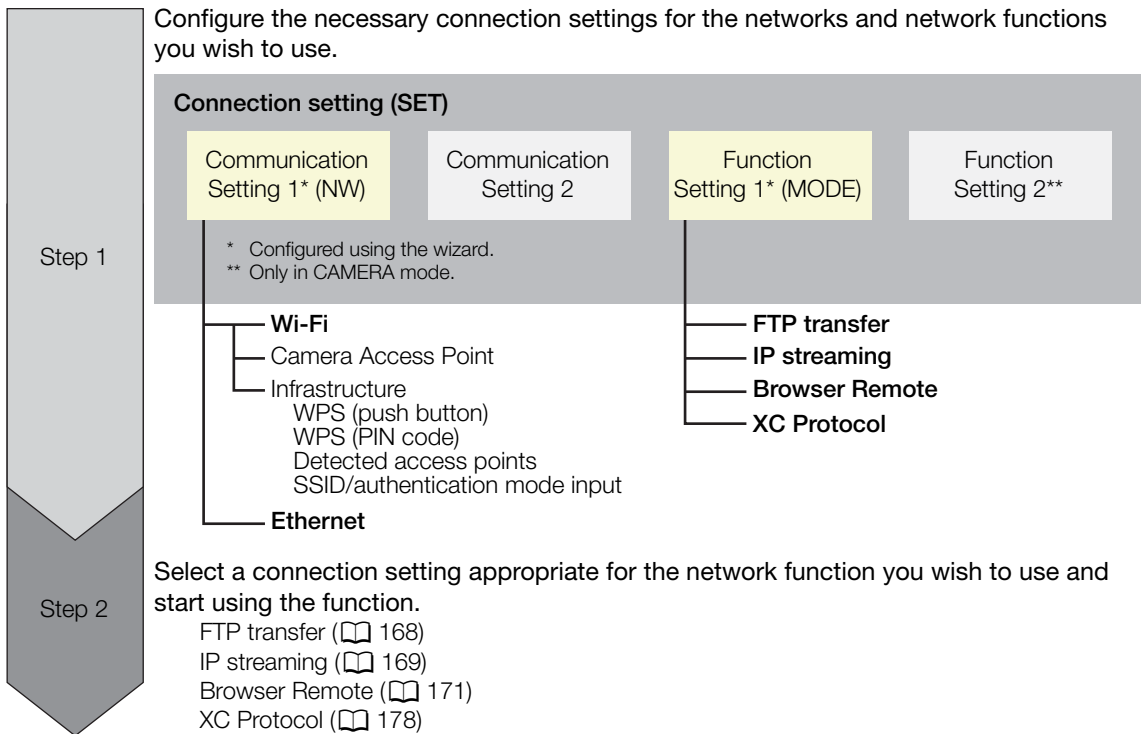 Configure the necessary connection settings for the networks and network functions
you wish to use.
Connection setting (SET)
Communication
Setting 1* (NW)
Communication
Setting 2
Function
Setting 1* (MODE)
Function
Setting 2**
* Configured using the wizard.
** Only in CAMERA mode.
Step 1
Wi-Fi
Camera Access Point
Infrastructure
WPS (push button)
WPS (PIN code)
Detected access points
SSID/authentication mode input
Ethernet
FTP transfer
IP streaming
Browser Remote
XC Protocol
Step 2
Select a connection setting appropriate for the network function you wish to use and
start using the function.
FTP transfer (168)
IP streaming (169)
Browser Remote (171)
XC Protocol (178)